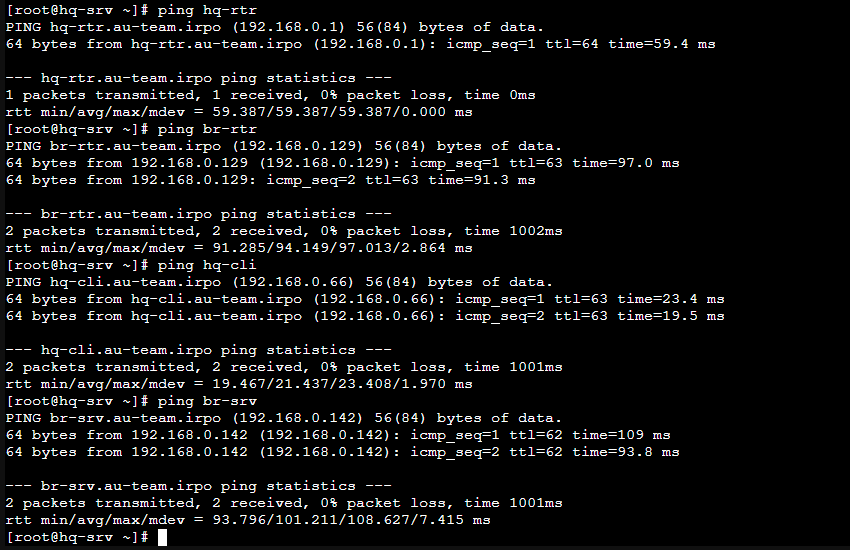 [root@hq-srv ~]# ping hq-rtr
PING hq-rtr.au-team.irpo (192.168.0.1) 56(84) bytes of data.
64 bytes from hq-rtr.au-team.irpo (192.168.0.1): icmp_seq=1 ttl=64 time=59.4 ms

--- hq-rtr.au-team.irpo ping statistics ---
1 packets transmitted, 1 received, 0% packet loss, time 0ms
rtt min/avg/max/mdev = 59.387/59.387/59.387/0.000 ms
[root@hq-srv ~]# ping br-rtr
PING br-rtr.au-team.irpo (192.168.0.129) 56(84) bytes of data.
64 bytes from 192.168.0.129 (192.168.0.129): icmp_seq=1 ttl=63 time=97.0 ms
64 bytes from 192.168.0.129: icmp_seq=2 ttl=63 time=91.3 ms

--- br-rtr.au-team.irpo ping statistics ---
2 packets transmitted, 2 received, 0% packet loss, time 1002ms
rtt min/avg/max/mdev = 91.285/94.149/97.013/2.864 ms
[root@hq-srv ~]# ping hq-cli
PING hq-cli.au-team.irpo (192.168.0.66) 56(84) bytes of data.
64 bytes from hq-cli.au-team.irpo (192.168.0.66): icmp_seq=1 ttl=63 time=23.4 ms
64 bytes from hq-cli.au-team.irpo (192.168.0.66): icmp_seq=2 ttl=63 time=19.5 ms

--- hq-cli.au-team.irpo ping statistics ---
2 packets transmitted, 2 received, 0% packet loss, time 1001ms
rtt min/avg/max/mdev = 19.467/21.437/23.408/1.970 ms
[root@hq-srv ~]# ping br-srv
PING br-srv.au-team.irpo (192.168.0.142) 56(84) bytes of data.
64 bytes from 192.168.0.142 (192.168.0.142): icmp_seq=1 ttl=62 time=109 ms
64 bytes from 192.168.0.142 (192.168.0.142): icmp_seq=2 ttl=62 time=93.8 ms

--- br-srv.au-team.irpo ping statistics ---
2 packets transmitted, 2 received, 0% packet loss, time 1001ms
rtt min/avg/max/mdev = 93.796/101.211/108.627/7.415 ms
[root@hq-srv ~]#